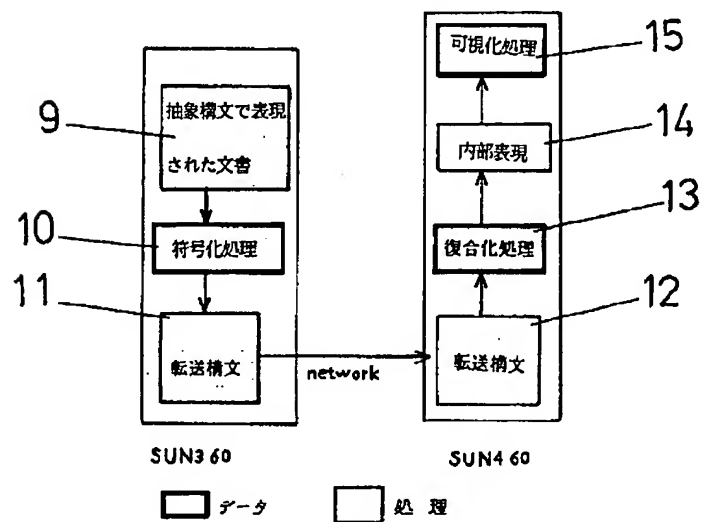 9
抽象構文で表現
された文書
10
符号化処理
11
転送構文
network
SUN3 60
15
可視化処理
14
内部表現
13
復合化処理
12
転送構文
SUN4 60
データ
処理